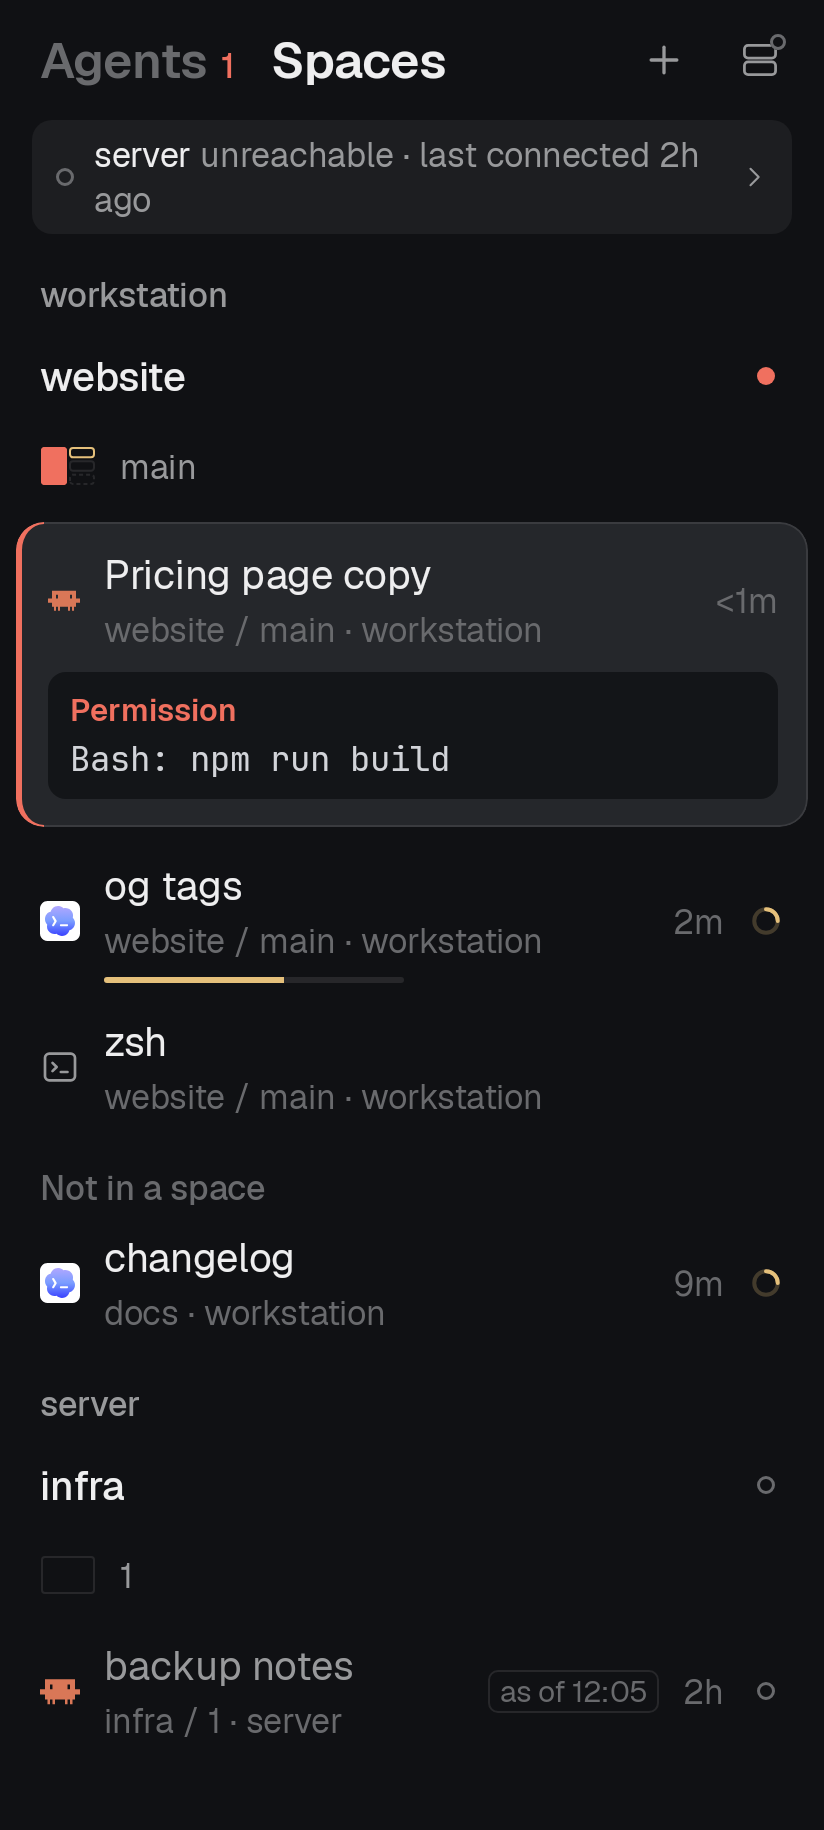 Agents 1 Spaces
server unreachable · last connected 2h
ago
workstation
website
main
Pricing page copy
<1m
website / main · workstation
Permission
Bash: npm run build
og tags
2m
website / main · workstation
zsh
website / main · workstation
Not in a space
changelog
9m
docs · workstation
server
infra
1
backup notes
as of 12:05 2h
infra / 1 · server